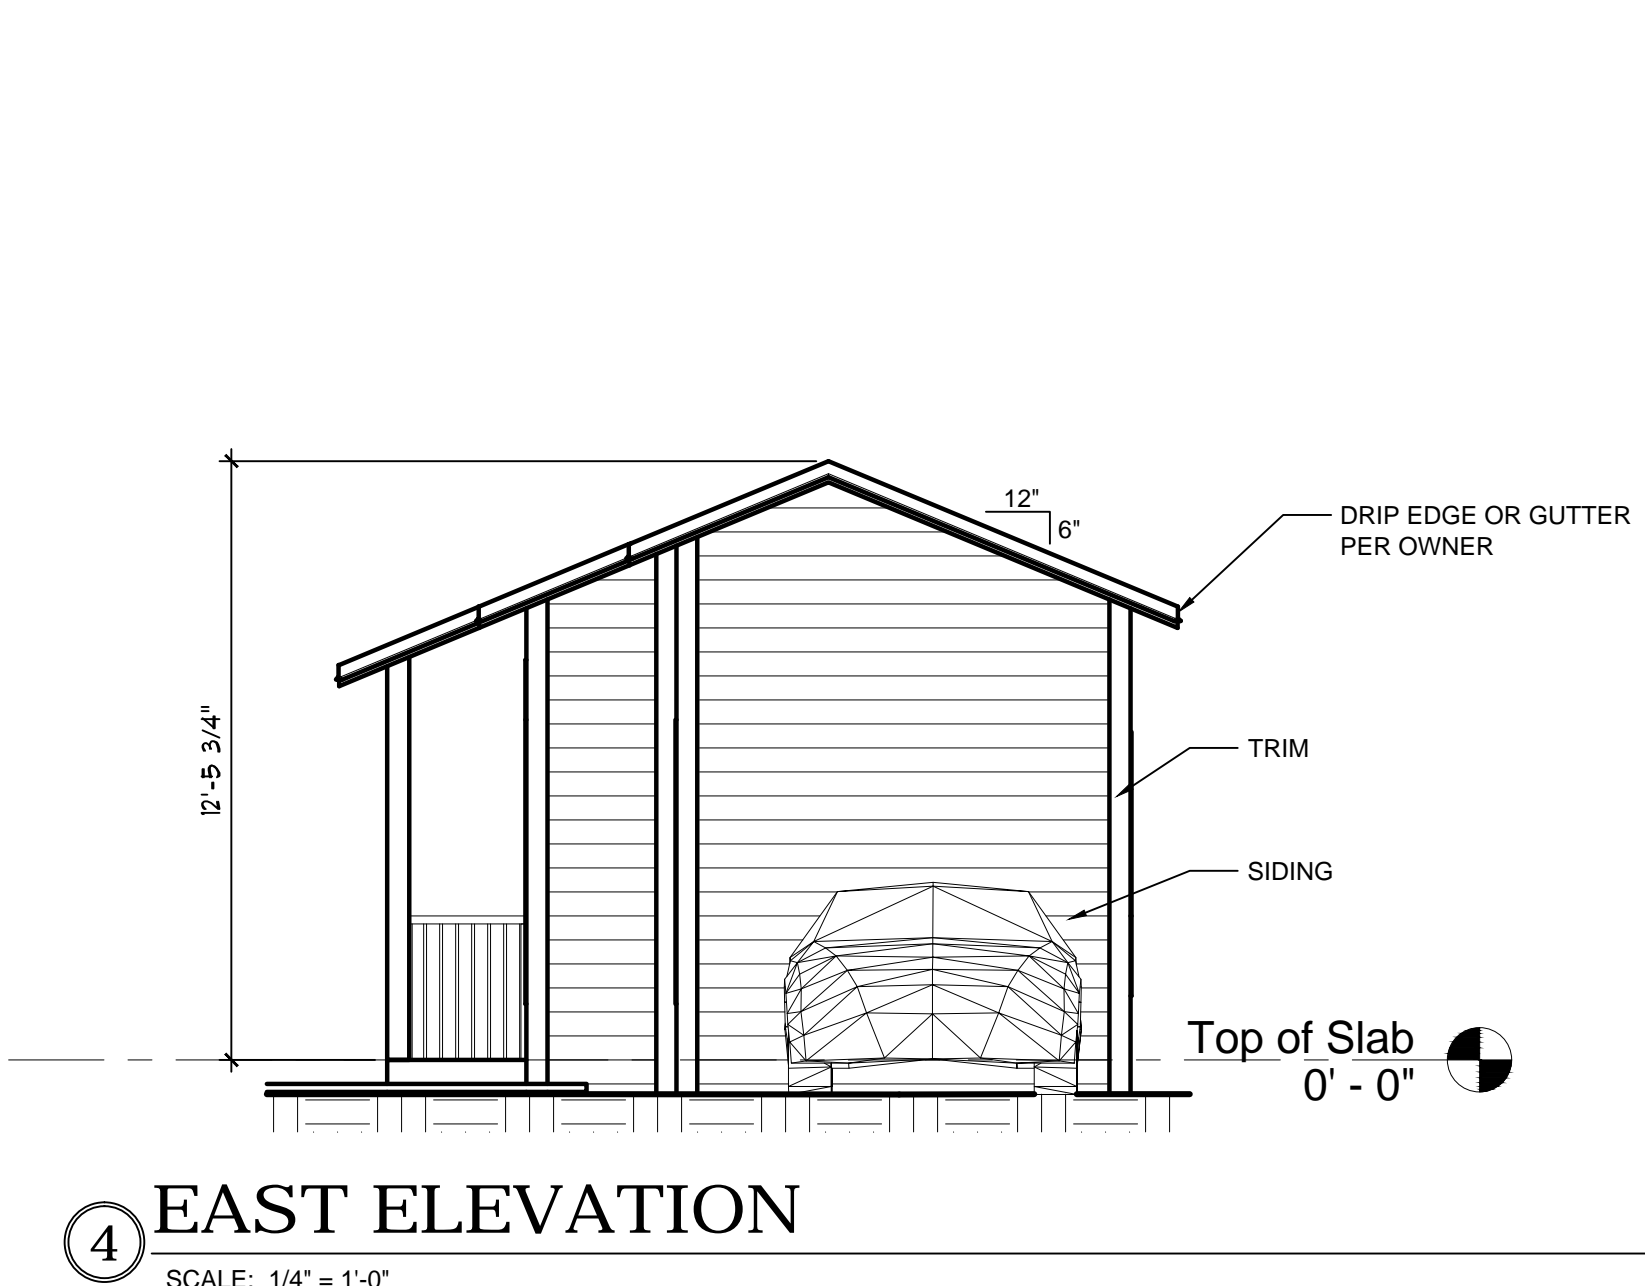 12"
6"
DRIP EDGE OR GUTTER
PER OWNER
12'-5 3/4"
TRIM
SIDING
Top of Slab
0' - 0"
4
EAST ELEVATION
SCALE: 1/4" = 1'-0"